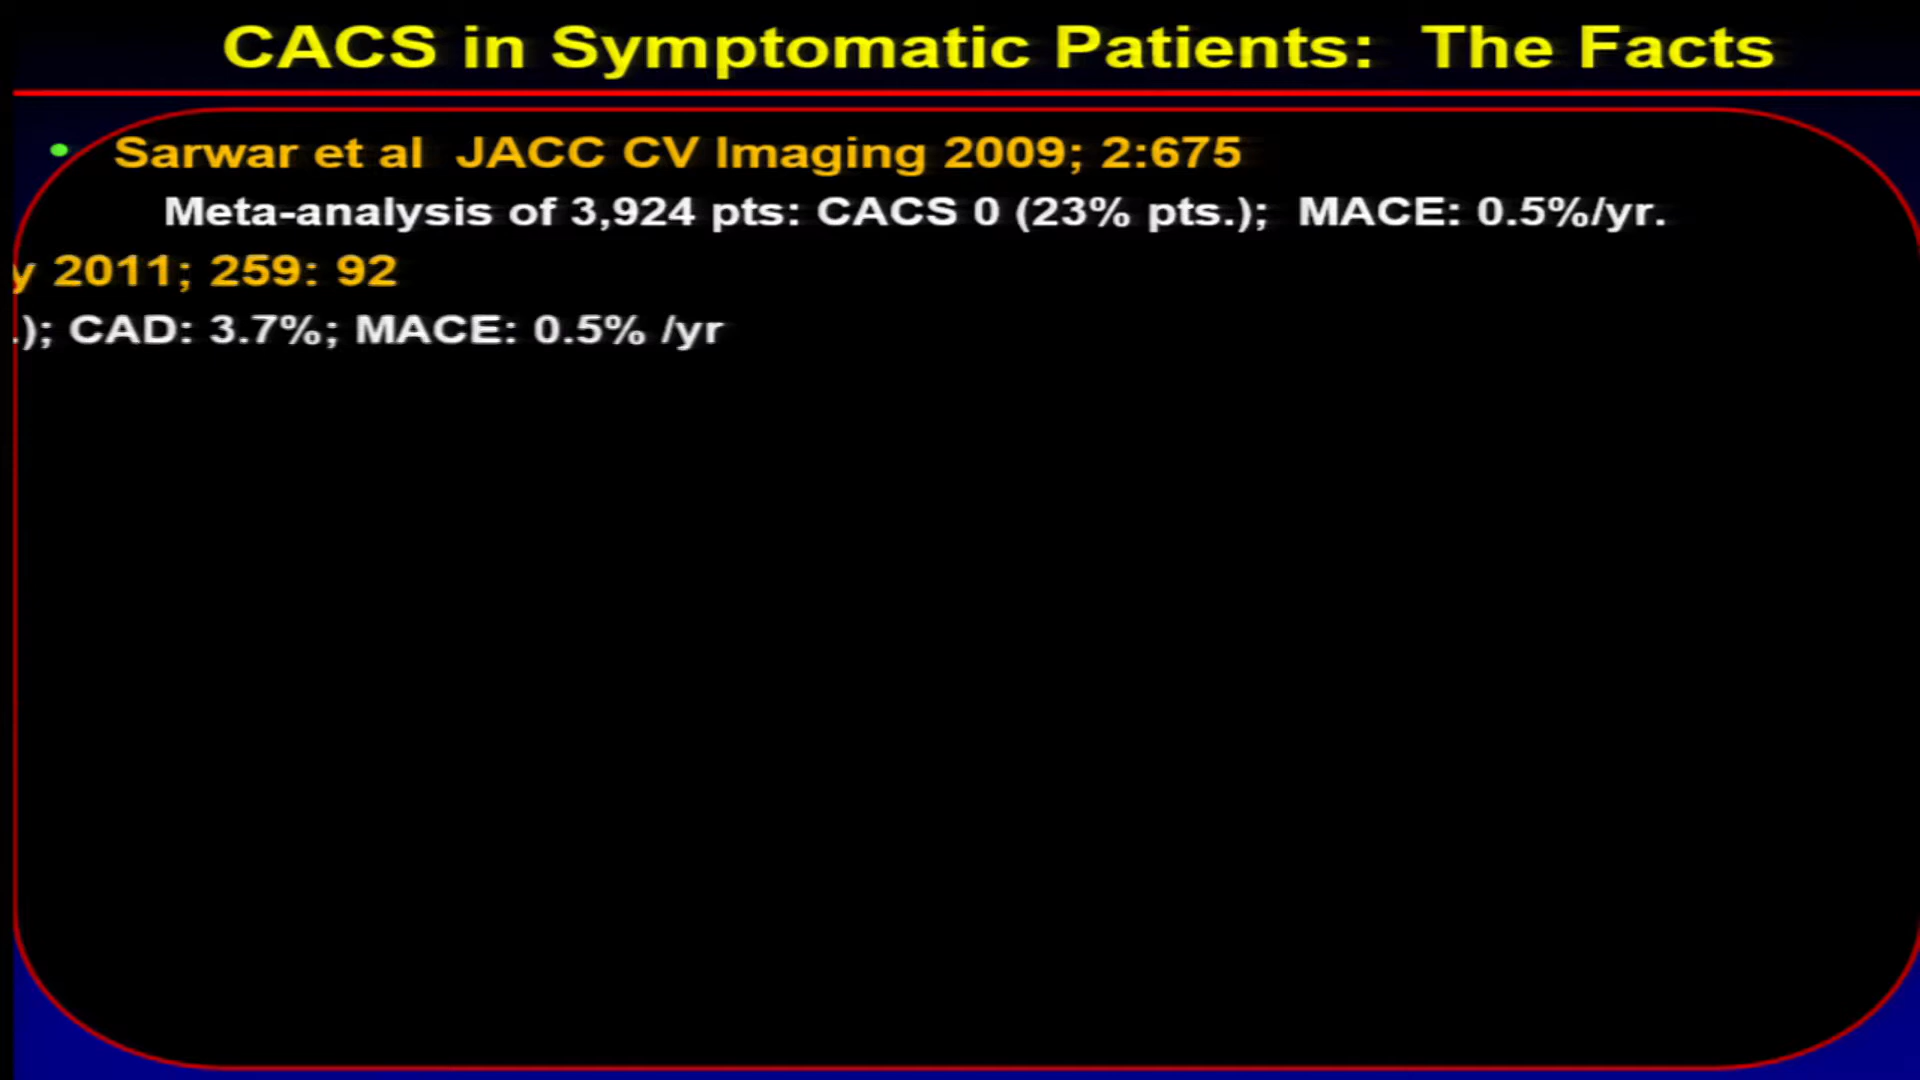 CACS in Symptomatic Patients: The Facts
• Sarwar et al JACC CV Imaging 2009; 2:675
Meta-analysis of 3,924 pts: CACS 0 (23% pts.); MACE: 0.5%/yr.
y 2011; 259: 92
.); CAD: 3.7%; MACE: 0.5% /yr